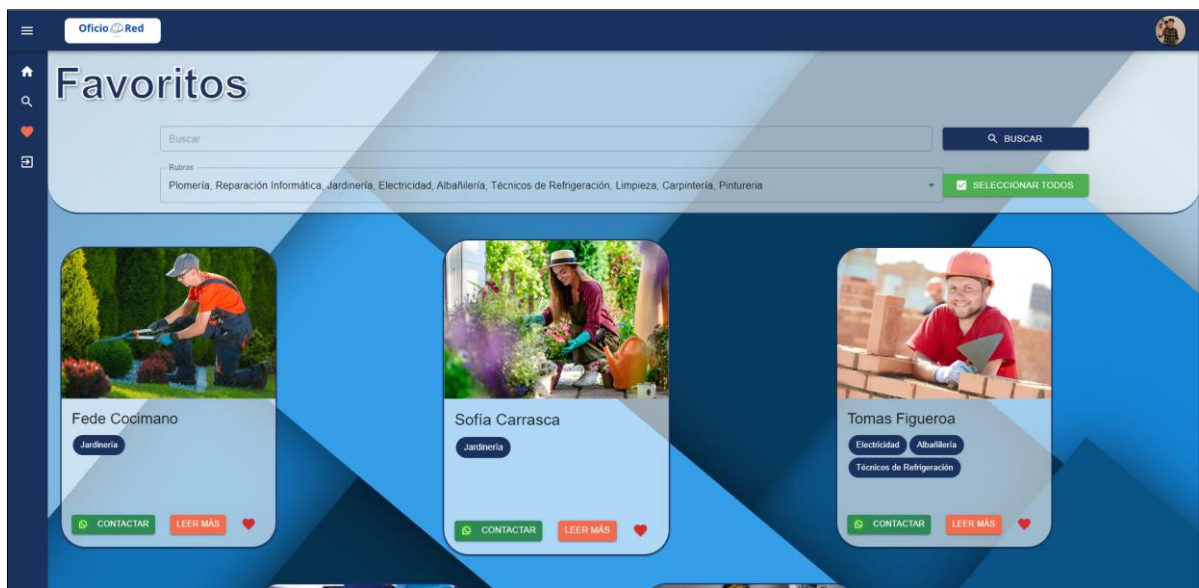 Oficio Red
Favoritos
Buscar
BUSCAR
Rubros
Plomería, Reparación Informática, Jardinería, Electricidad, Albañilería, Técnicos de Refrigeración, Limpieza, Carpintería, Pintureria
SELECCIONAR TODOS
Fede Cocimano
Jardinería
CONTACTAR
LEER MÁS
Sofía Carrasca
Jardinería
CONTACTAR
LEER MÁS
Tomas Figueroa
Electricidad
Albañilería
Técnicos de Refrigeración
CONTACTAR
LEER MÁS